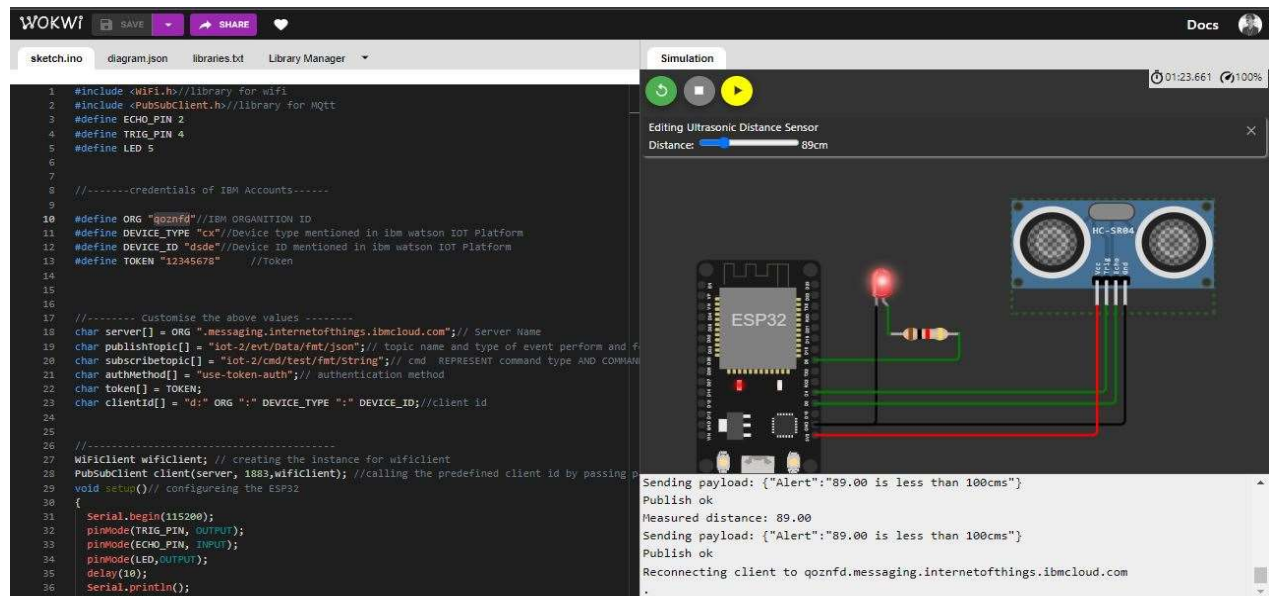 WOKWI SAVE SHARE Docs
sketch.ino diagram.json libraries.txt Library Manager
Simulation
01:23.661 100%
1 #include <WiFi.h>//library for wifi
2 #include <PubSubClient.h>//library for MQtt
3 #define ECHO_PIN 2
4 #define TRIG_PIN 4
5 #define LED 5
6
7
8 //-------credentials of IBM Accounts------
9
10 #define ORG "qoznfd"//IBM ORGANITION ID
11 #define DEVICE_TYPE "cx"//Device type mentioned in ibm watson IOT Platform
12 #define DEVICE_ID "dsde"//Device ID mentioned in ibm watson IOT Platform
13 #define TOKEN "12345678" //Token
14
15
16
17 //-------- Customise the above values --------
18 char server[] = ORG ".messaging.internetofthings.ibmcloud.com";// Server Name
19 char publishTopic[] = "iot-2/evt/Data/fmt/json";// topic name and type of event perform and fo
20 char subscribetopic[] = "iot-2/cmd/test/fmt/String";// cmd REPRESENT command type AND COMMAN
21 char authMethod[] = "use-token-auth";// authentication method
22 char token[] = TOKEN;
23 char clientId[] = "d:" ORG ":" DEVICE_TYPE ":" DEVICE_ID;//client id
24
25
26 //-----------------------------------------
27 WiFiClient wifiClient; // creating the instance for wificlient
28 PubSubClient client(server, 1883,wifiClient); //calling the predefined client id by passing p
29 void setup()// configureing the ESP32
30 {
31 Serial.begin(115200);
32 pinMode(TRIG_PIN, OUTPUT);
33 pinMode(ECHO_PIN, INPUT);
34 pinMode(LED,OUTPUT);
35 delay(10);
36 Serial.println();
Editing Ultrasonic Distance Sensor
Distance: 89cm
HC-SR04
Vcc
Trig
Echo
Gnd
ESP32
Sending payload: {"Alert":"89.00 is less than 100cms"}
Publish ok
Measured distance: 89.00
Sending payload: {"Alert":"89.00 is less than 100cms"}
Publish ok
Reconnecting client to qoznfd.messaging.internetofthings.ibmcloud.com
.